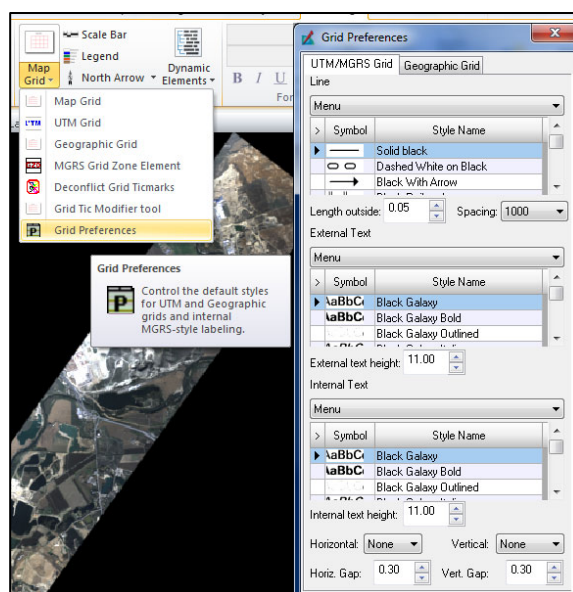 Scale Bar
Legend
North Arrow
Map
Grid
Dynamic
Elements
B I U
For
Map Grid
UTM Grid
Geographic Grid
MGRS Grid Zone Element
Deconflict Grid Ticmarks
Grid Tic Modifier tool
Grid Preferences
Grid Preferences
P
Control the default styles
for UTM and Geographic
grids and internal
MGRS-style labeling.
Grid Preferences
UTM/MGRS Grid Geographic Grid
Line
Menu
> Symbol Style Name
Solid black
Dashed White on Black
Black With Arrow
Length outside: 0.05 Spacing: 1000
External Text
Menu
> Symbol Style Name
AaBbC Black Galaxy
AaBbC Black Galaxy Bold
Black Galaxy Outlined
External text height: 11.00
Internal Text
Menu
> Symbol Style Name
AaBbC Black Galaxy
AaBbC Black Galaxy Bold
Black Galaxy Outlined
Internal text height: 11.00
Horizontal: None Vertical: None
Horiz. Gap: 0.30 Vert. Gap: 0.30